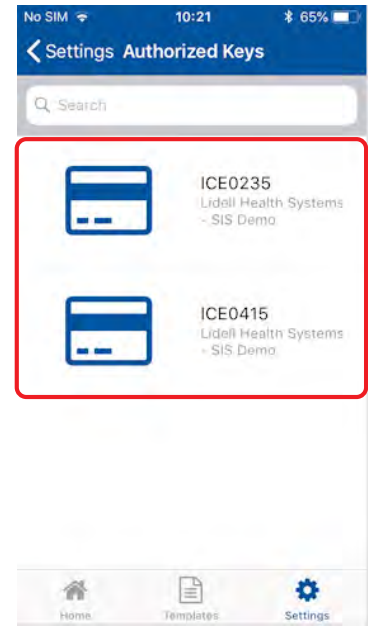 No SIM 10:21 65%
Settings Authorized Keys
Search
ICE0235
Lidell Health Systems
- SIS Demo
ICE0415
Lidell Health Systems
- SIS Demo
Home Templates Settings